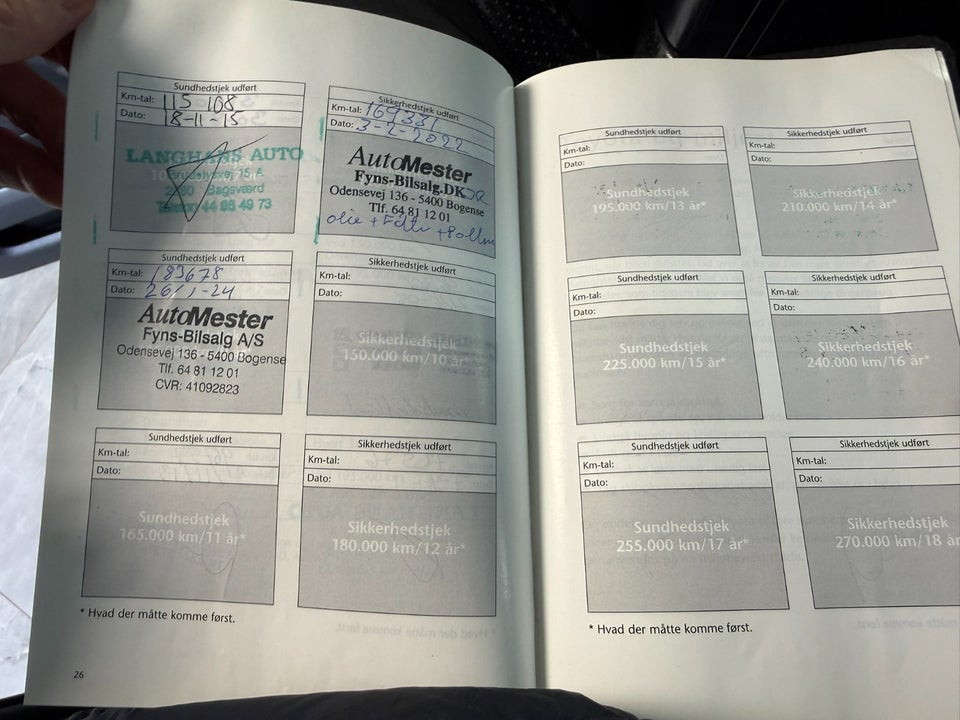 Sundhedstjek udført
Km-tal: 115 108
Dato: 18-11-15
LANGHANS AUTO
Bagsværd
44 98 49 73
Sikkerhedstjek udført
Km-tal: 169331
Dato: 3-2-2022
AutoMester
Fyns-Bilsalg.DK
Odensevej 136 - 5400 Bogense
Tlf. 64 81 12 01
olie + Filtr + Pollen
Sundhedstjek udført
Km-tal: 183678
Dato: 26/1-24
AutoMester
Fyns-Bilsalg A/S
Odensevej 136 - 5400 Bogense
Tlf. 64 81 12 01
CVR: 41092823
Sikkerhedstjek udført
Km-tal:
Dato:
Sikkerhedstjek
150.000 km/10 år*
Sundhedstjek udført
Km-tal:
Dato:
Sundhedstjek
165.000 km/11 år*
Sikkerhedstjek udført
Km-tal:
Dato:
Sikkerhedstjek
180.000 km/12 år*
* Hvad der måtte komme først.
26
Sundhedstjek udført
Km-tal:
Dato:
Sundhedstjek
195.000 km/13 år*
Sikkerhedstjek udført
Km-tal:
Dato:
Sikkerhedstjek
210.000 km/14 år*
Sundhedstjek udført
Km-tal:
Dato:
Sundhedstjek
225.000 km/15 år*
Sikkerhedstjek udført
Km-tal:
Dato:
Sikkerhedstjek
240.000 km/16 år*
Sundhedstjek udført
Km-tal:
Dato:
Sundhedstjek
255.000 km/17 år*
Sikkerhedstjek udført
Km-tal:
Dato:
Sikkerhedstjek
270.000 km/18 år
* Hvad der måtte komme først.